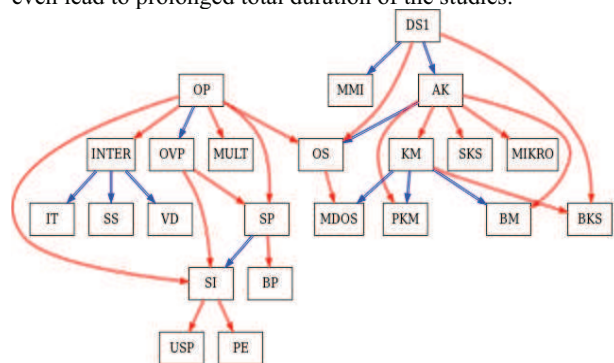 even lead to prolonged total duration of the studies.
DS1
OP MMI AK
INTER OVP MULT OS KM SKS MIKRO
IT SS VD SP MDOS PKM BM BKS
SI BP
USP PE